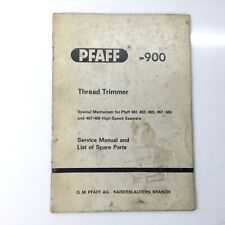 PFAFF ® -900
Thread Trimmer
Special Mechanism for Pfaff 461, 463, 465, 467, 469
and 467/469 High-Speed Seamers
Service Manual and
List of Spare Parts
G. M. PFAFF AG · KAISERSLAUTERN BRANCH